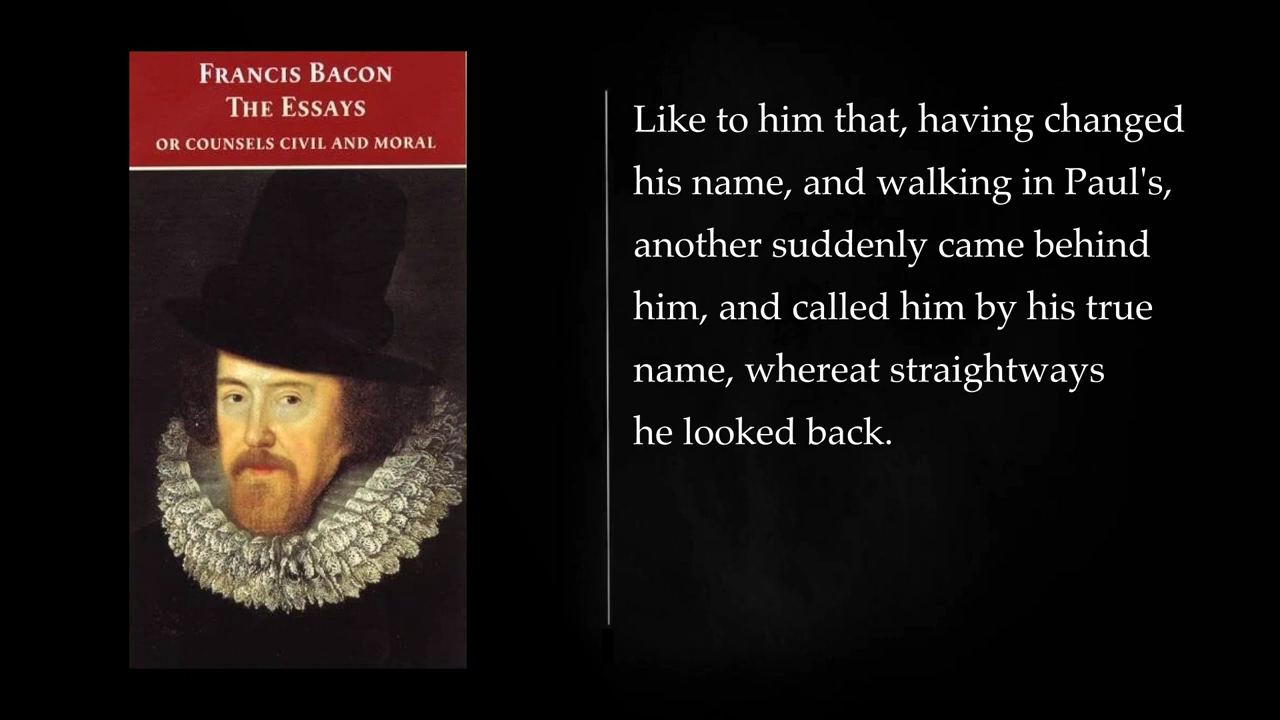 FRANCIS BACON
THE ESSAYS
OR COUNSELS CIVIL AND MORAL
Like to him that, having changed
his name, and walking in Paul's,
another suddenly came behind
him, and called him by his true
name, whereat straightways
he looked back.